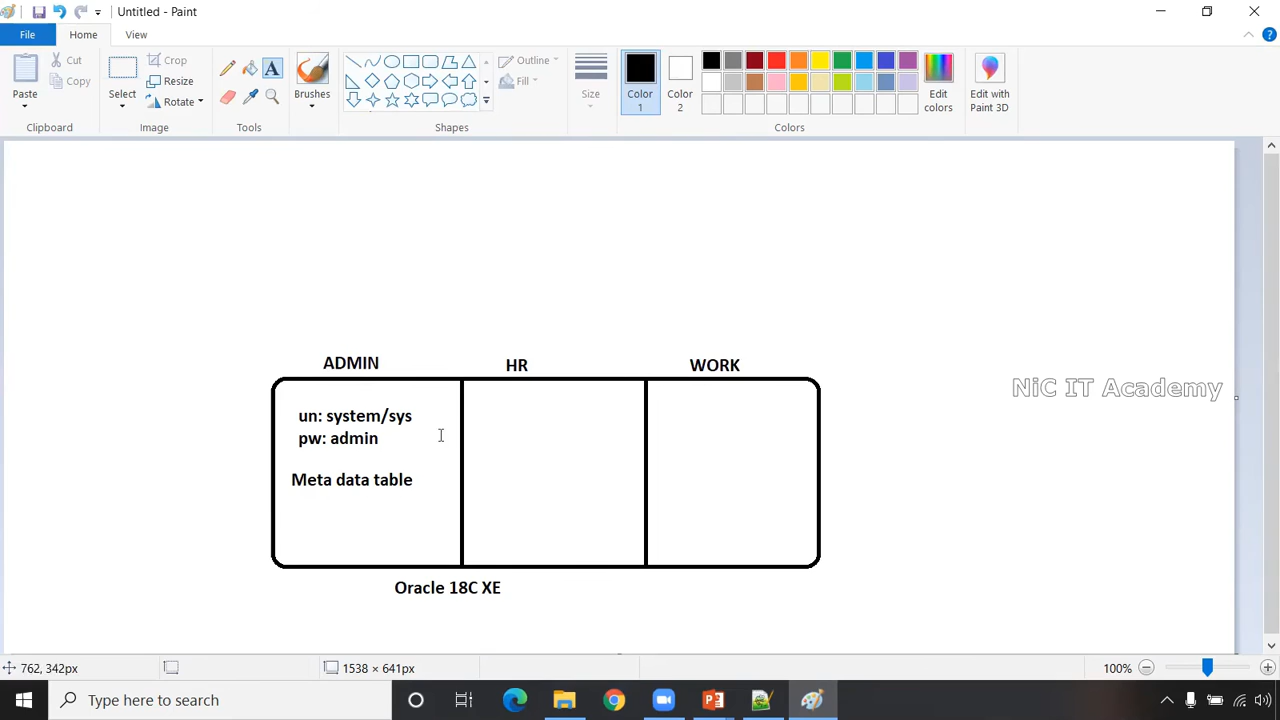 Untitled - Paint
File
Home
View
Paste
Cut
Copy
Clipboard
Select
Crop
Resize
Rotate
Image
A
Tools
Brushes
Outline
Fill
Shapes
Size
Color 1
Color 2
Edit colors
Colors
Edit with Paint 3D
ADMIN HR WORK
un: system/sys
pw: admin
Meta data table
Oracle 18C XE
NiC IT Academy
762, 342px
1538 × 641px
100%
Type here to search